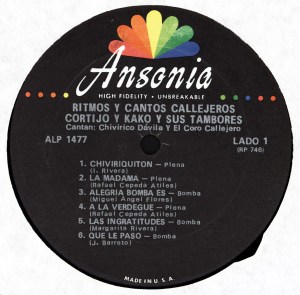 Ansonia
HIGH FIDELITY • UNBREAKABLE
RITMOS Y CANTOS CALLEJEROS
CORTIJO Y KAKO Y SUS TAMBORES
Cantan: Chivirico Dávila Y El Coro Callejero
ALP 1477 LADO 1
(RP 746)
1. CHIVIRIQUITON — Plena
(I. Rivera)
2. LA MADAMA — Plena
(Rafael Cepeda Atiles)
3. ALEGRIA BOMBA ES — Bomba
(Miguel Angel Flores)
4. A LA VERDEGUE — Plena
(Rafael Cepeda Atiles)
5. LAS INGRATITUDES — Bomba
(Margarita Rivera)
6. QUE LE PASO — Bomba
(J. Barroto)
MADE IN U.S.A.